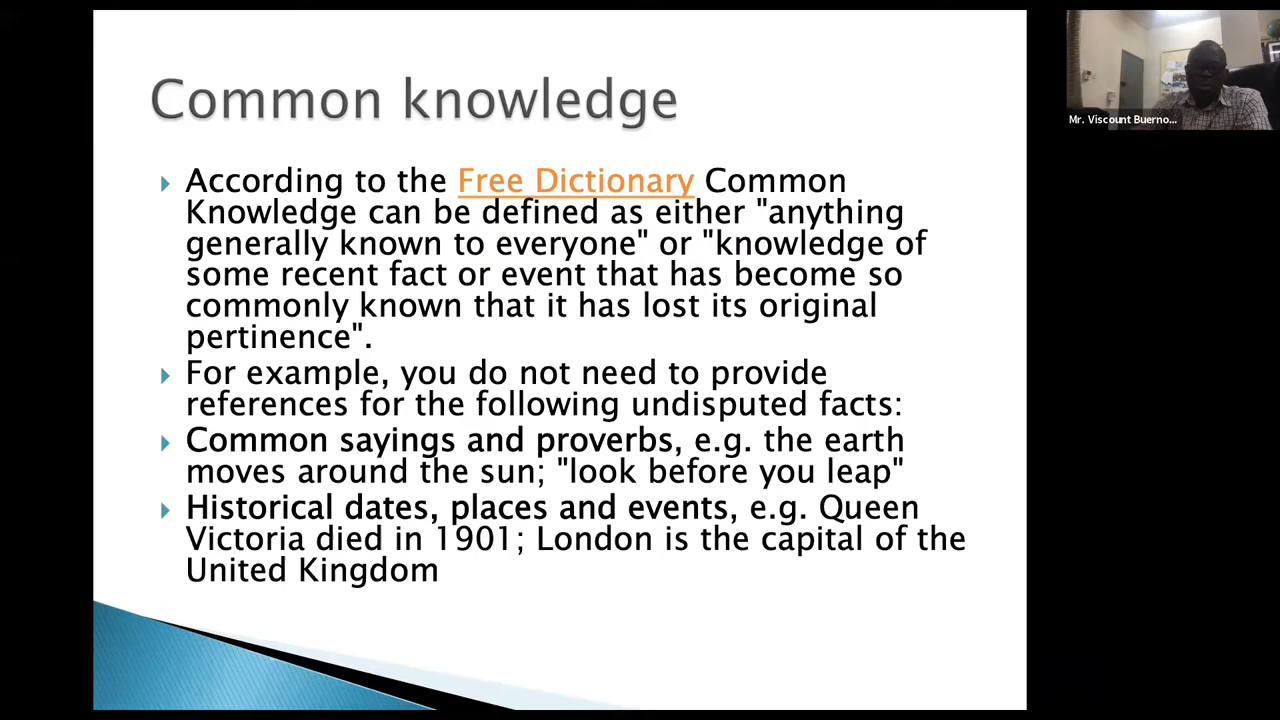 Common knowledge
According to the Free Dictionary Common
Knowledge can be defined as either "anything
generally known to everyone" or "knowledge of
some recent fact or event that has become so
commonly known that it has lost its original
pertinence".
For example, you do not need to provide
references for the following undisputed facts:
Common sayings and proverbs, e.g. the earth
moves around the sun; "look before you leap"
Historical dates, places and events, e.g. Queen
Victoria died in 1901; London is the capital of the
United Kingdom
Mr. Viscount Buerno...